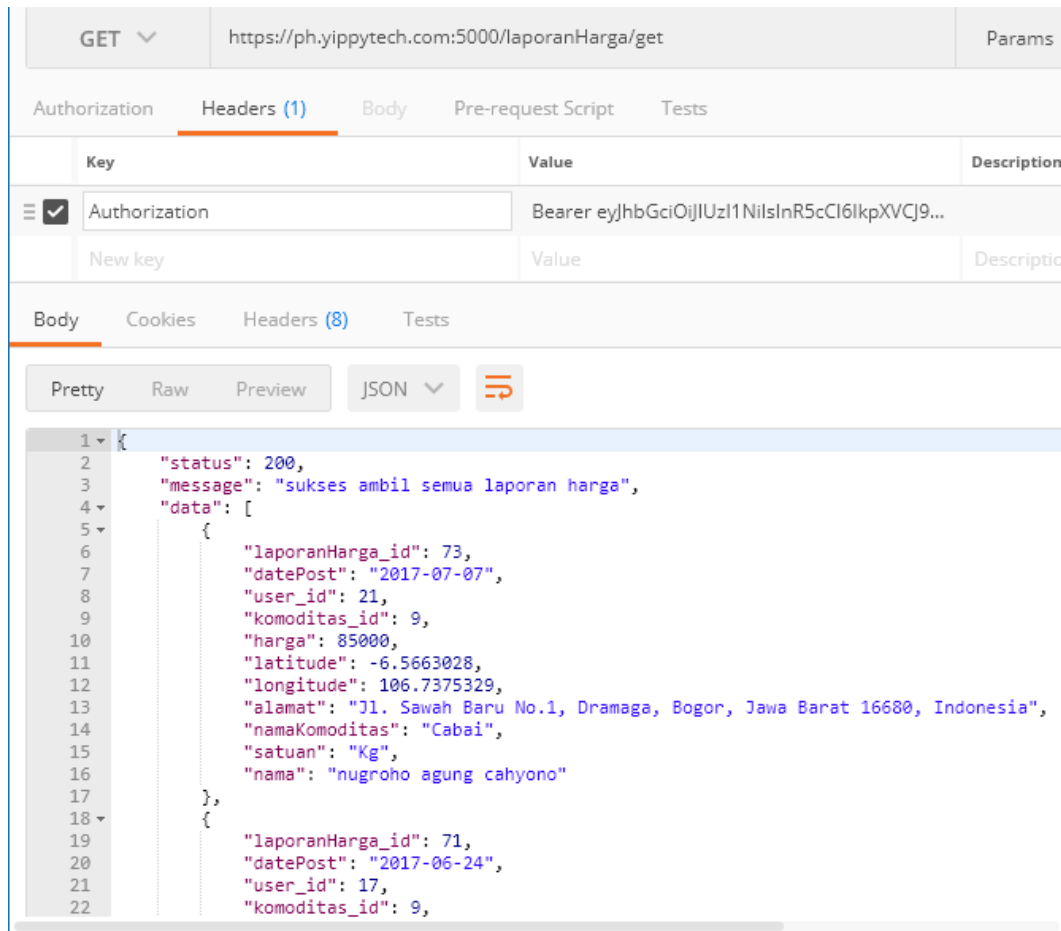 GET https://ph.yippytech.com:5000/laporanHarga/get Params
Authorization Headers (1) Body Pre-request Script Tests
Key Value Description
Authorization Bearer eyJhbGciOiJIUzI1NiIsInR5cCI6IkpXVCJ9...
New key Value Descriptio
Body Cookies Headers (8) Tests
Pretty Raw Preview JSON
1 {
2 "status": 200,
3 "message": "sukses ambil semua laporan harga",
4 "data": [
5 {
6 "laporanHarga_id": 73,
7 "datePost": "2017-07-07",
8 "user_id": 21,
9 "komoditas_id": 9,
10 "harga": 85000,
11 "latitude": -6.5663028,
12 "longitude": 106.7375329,
13 "alamat": "Jl. Sawah Baru No.1, Dramaga, Bogor, Jawa Barat 16680, Indonesia",
14 "namaKomoditas": "Cabai",
15 "satuan": "Kg",
16 "nama": "nugroho agung cahyono"
17 },
18 {
19 "laporanHarga_id": 71,
20 "datePost": "2017-06-24",
21 "user_id": 17,
22 "komoditas_id": 9,